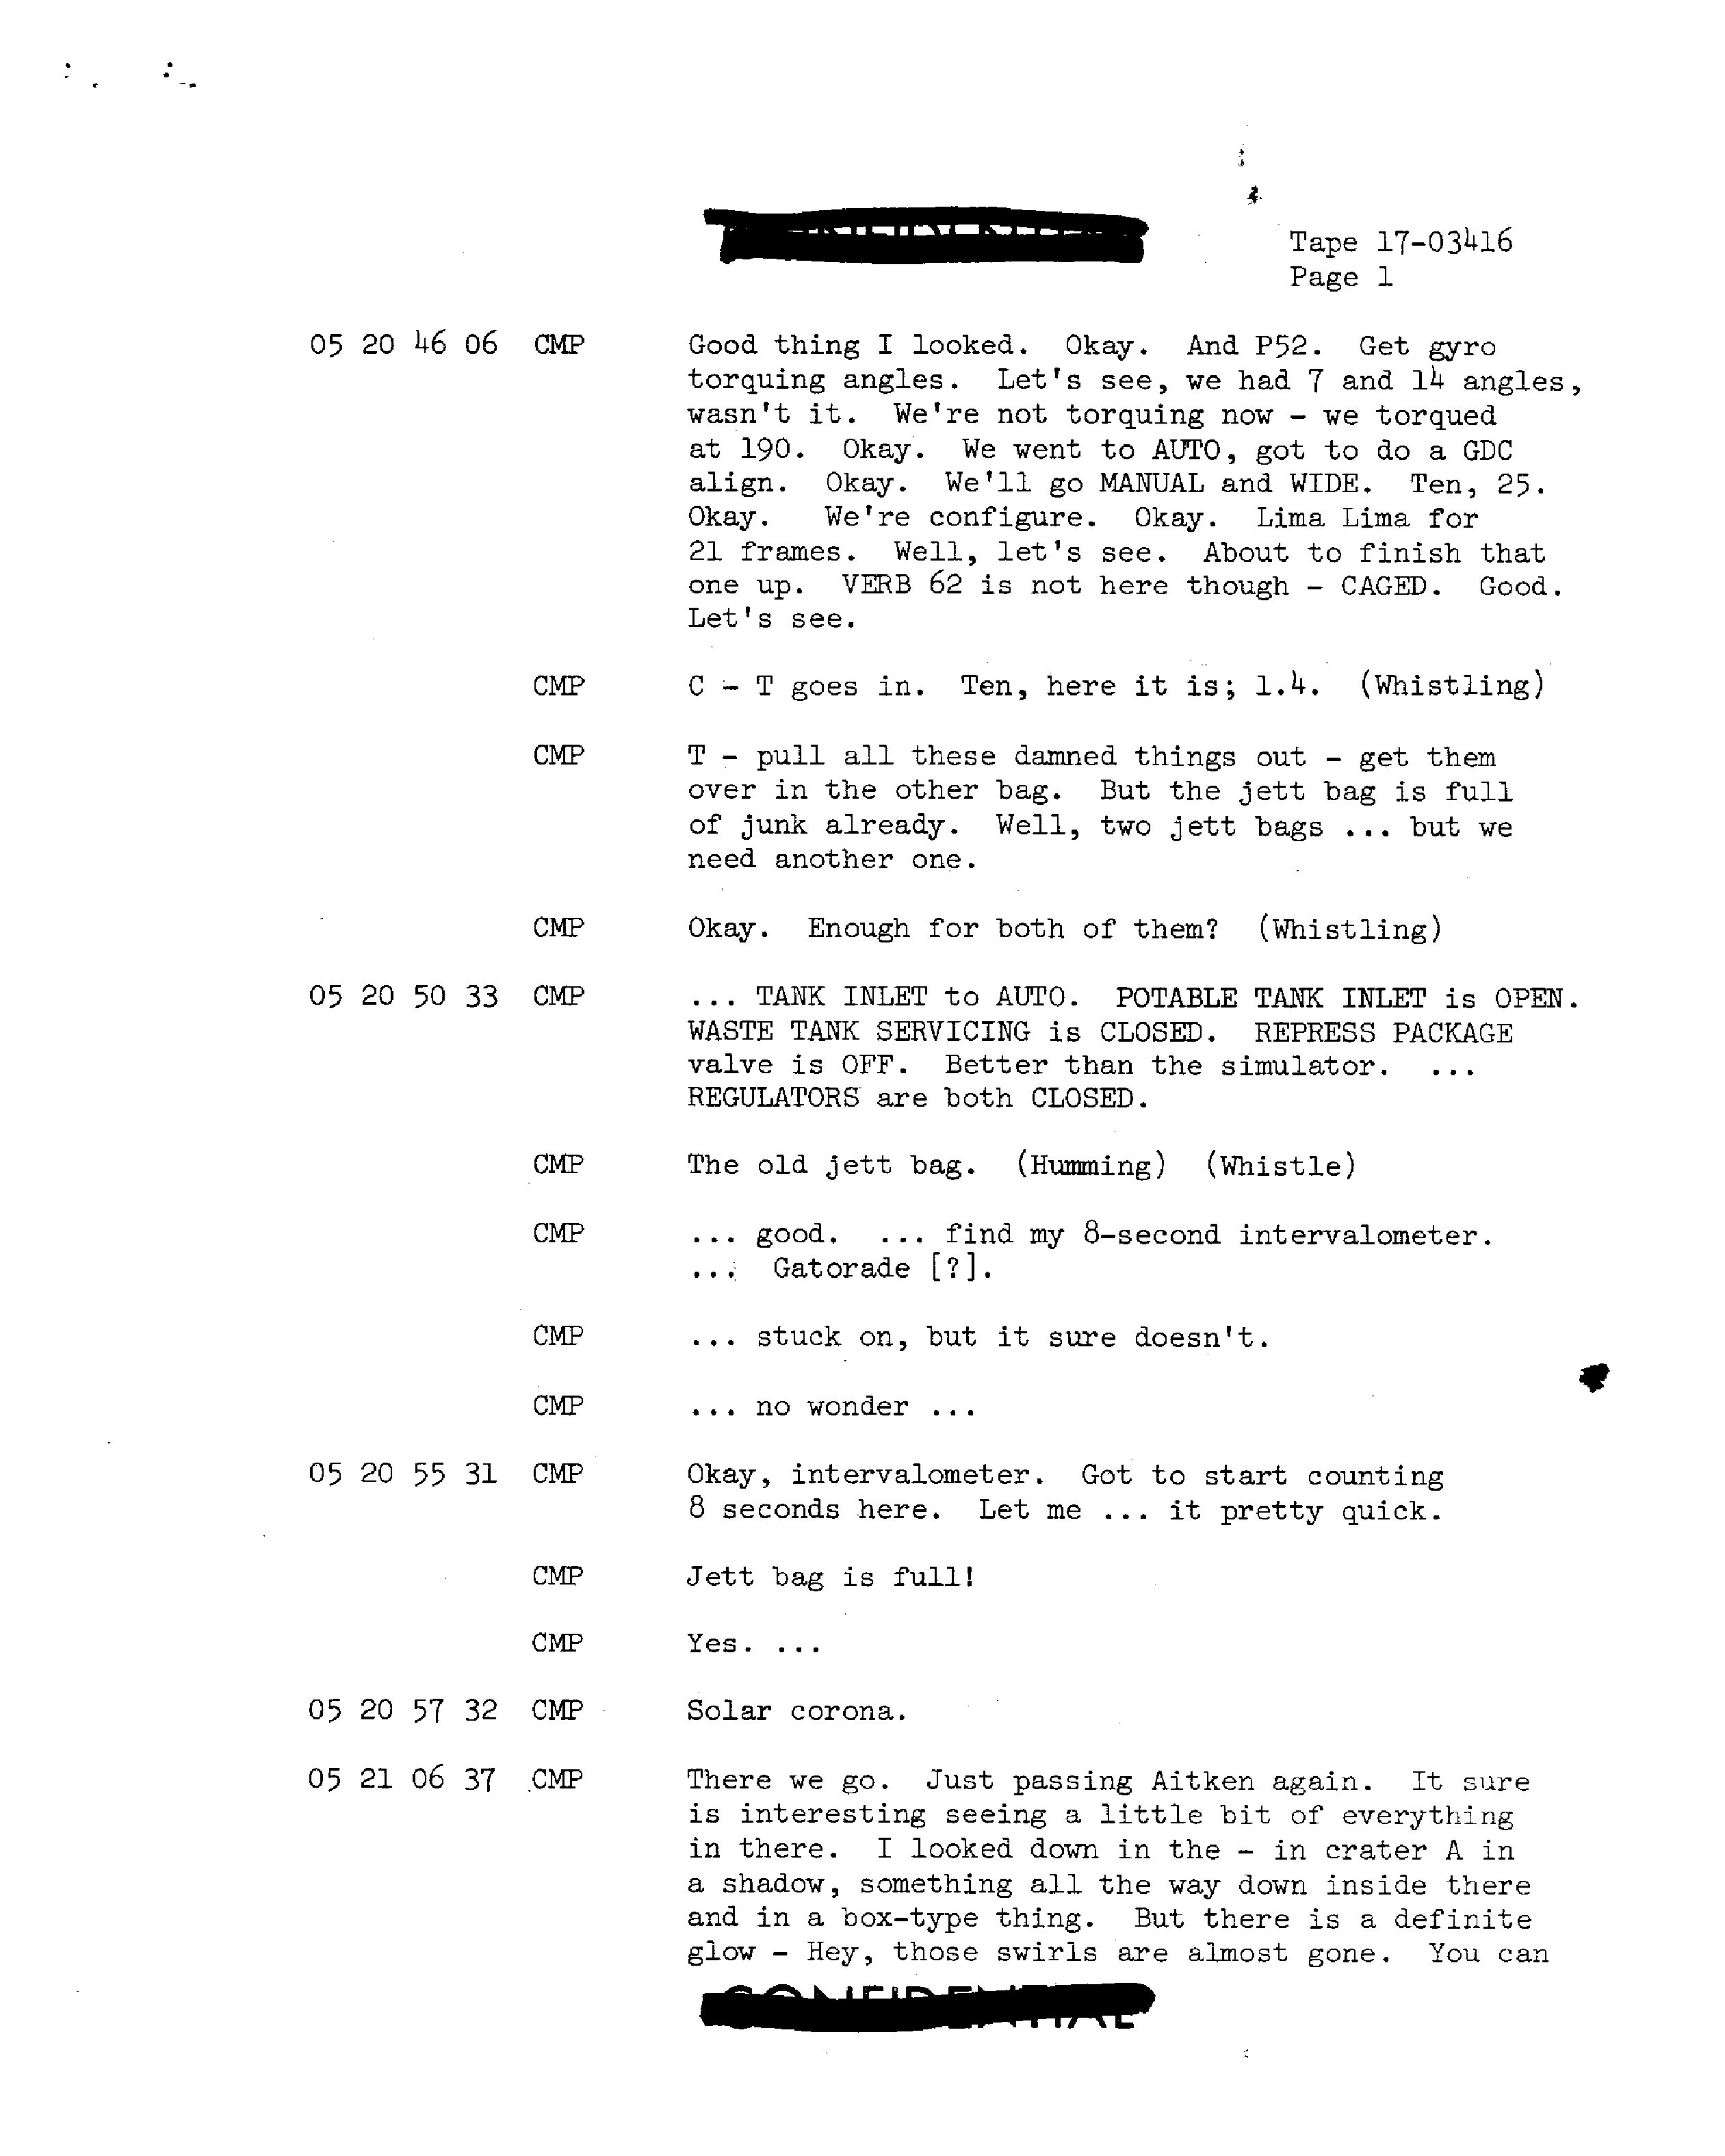 Tape 17-03416
Page 1
05 20 46 06 CMP Good thing I looked. Okay. And P52. Get gyro
torquing angles. Let's see, we had 7 and 14 angles,
wasn't it. We're not torquing now - we torqued
at 190. Okay. We went to AUTO, got to do a GDC
align. Okay. We'll go MANUAL and WIDE. Ten, 25.
Okay. We're configure. Okay. Lima Lima for
21 frames. Well, let's see. About to finish that
one up. VERB 62 is not here though - CAGED. Good.
Let's see.
CMP C - T goes in. Ten, here it is; 1.4. (Whistling)
CMP T - pull all these damned things out - get them
over in the other bag. But the jett bag is full
of junk already. Well, two jett bags ... but we
need another one.
CMP Okay. Enough for both of them? (Whistling)
05 20 50 33 CMP ... TANK INLET to AUTO. POTABLE TANK INLET is OPEN.
WASTE TANK SERVICING is CLOSED. REPRESS PACKAGE
valve is OFF. Better than the simulator. ...
REGULATORS are both CLOSED.
CMP The old jett bag. (Humming) (Whistle)
CMP ... good. ... find my 8-second intervalometer.
... Gatorade [?].
CMP ... stuck on, but it sure doesn't.
CMP ... no wonder ...
05 20 55 31 CMP Okay, intervalometer. Got to start counting
8 seconds here. Let me ... it pretty quick.
CMP Jett bag is full!
CMP Yes. ...
05 20 57 32 CMP Solar corona.
05 21 06 37 CMP There we go. Just passing Aitken again. It sure
is interesting seeing a little bit of everything
in there. I looked down in the - in crater A in
a shadow, something all the way down inside there
and in a box-type thing. But there is a definite
glow - Hey, those swirls are almost gone. You can
CONFIDENTIAL